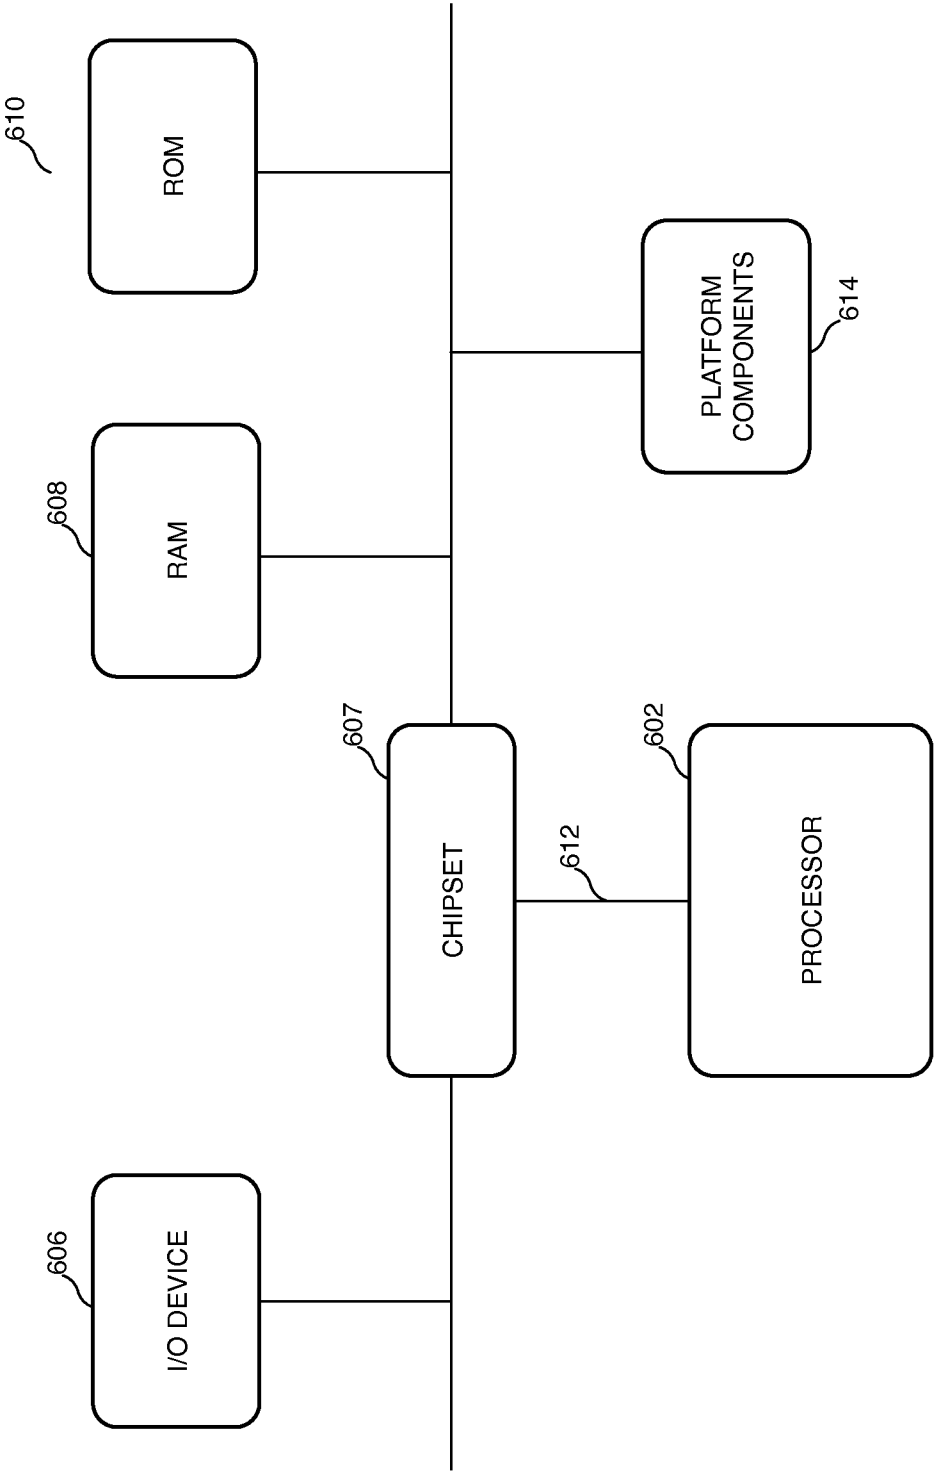 606
I/O DEVICE
608
RAM
610
ROM
607
CHIPSET
612
602
PROCESSOR
PLATFORM
COMPONENTS
614